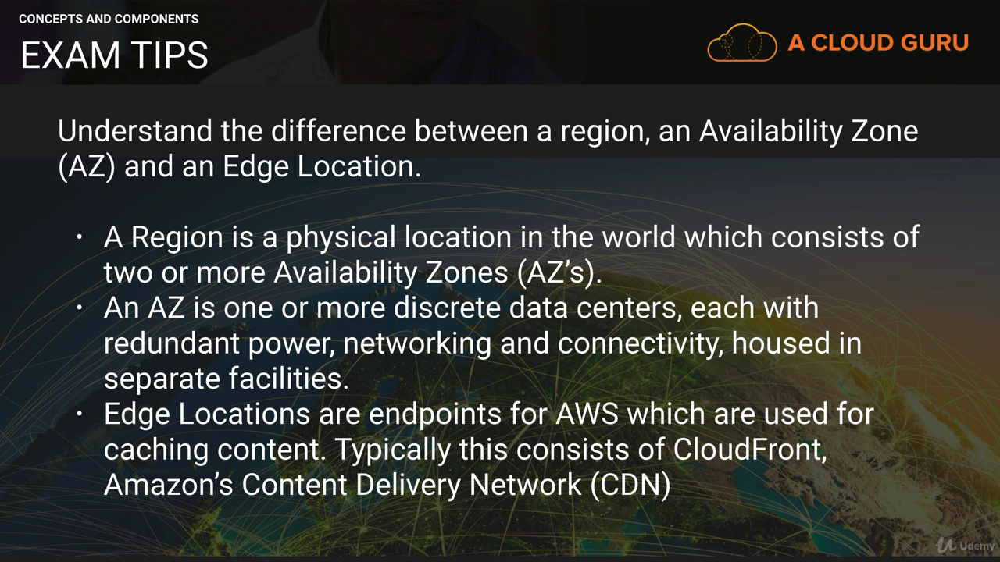 CONCEPTS AND COMPONENTS
EXAM TIPS
A CLOUD GURU
Understand the difference between a region, an Availability Zone
(AZ) and an Edge Location.
• A Region is a physical location in the world which consists of
two or more Availability Zones (AZ’s).
• An AZ is one or more discrete data centers, each with
redundant power, networking and connectivity, housed in
separate facilities.
• Edge Locations are endpoints for AWS which are used for
caching content. Typically this consists of CloudFront,
Amazon’s Content Delivery Network (CDN)
Udemy